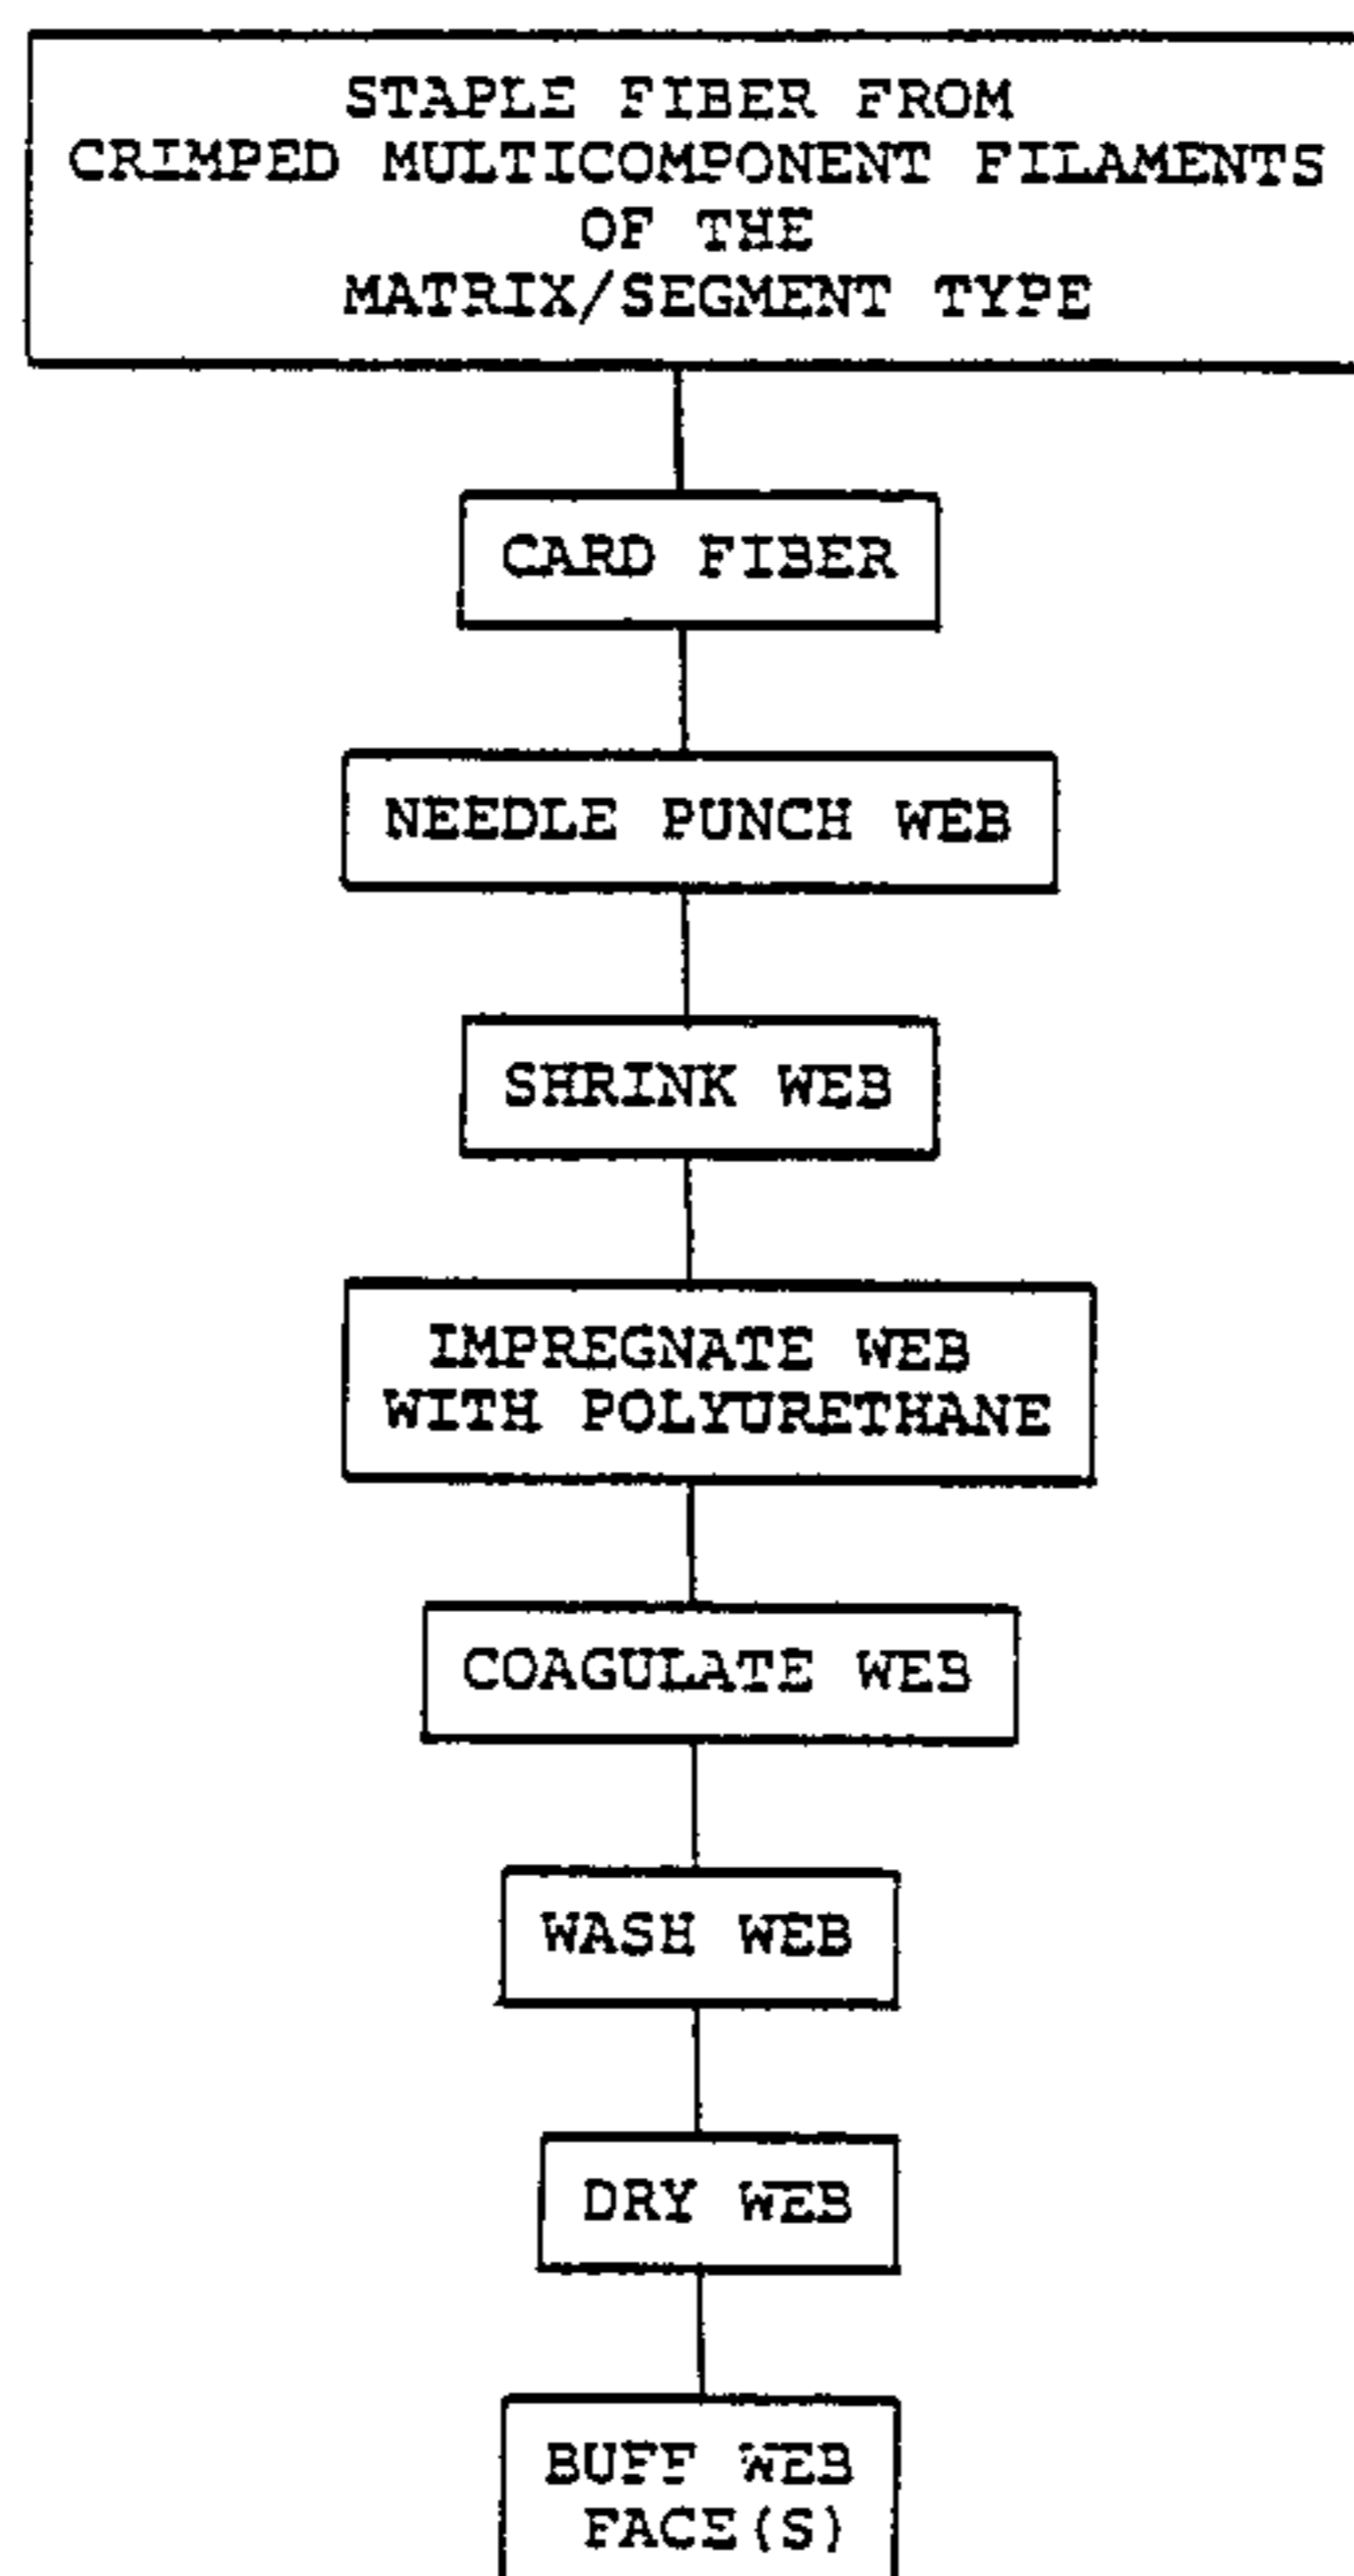 STAPLE FIBER FROM
CRIMPED MULTICOMPONENT FILAMENTS
OF THE
MATRIX/SEGMENT TYPE
CARD FIBER
NEEDLE PUNCH WEB
SHRINK WEB
IMPREGNATE WEB
WITH POLYURETHANE
COAGULATE WEB
WASH WEB
DRY WEB
BUFF WEB
FACE(S)